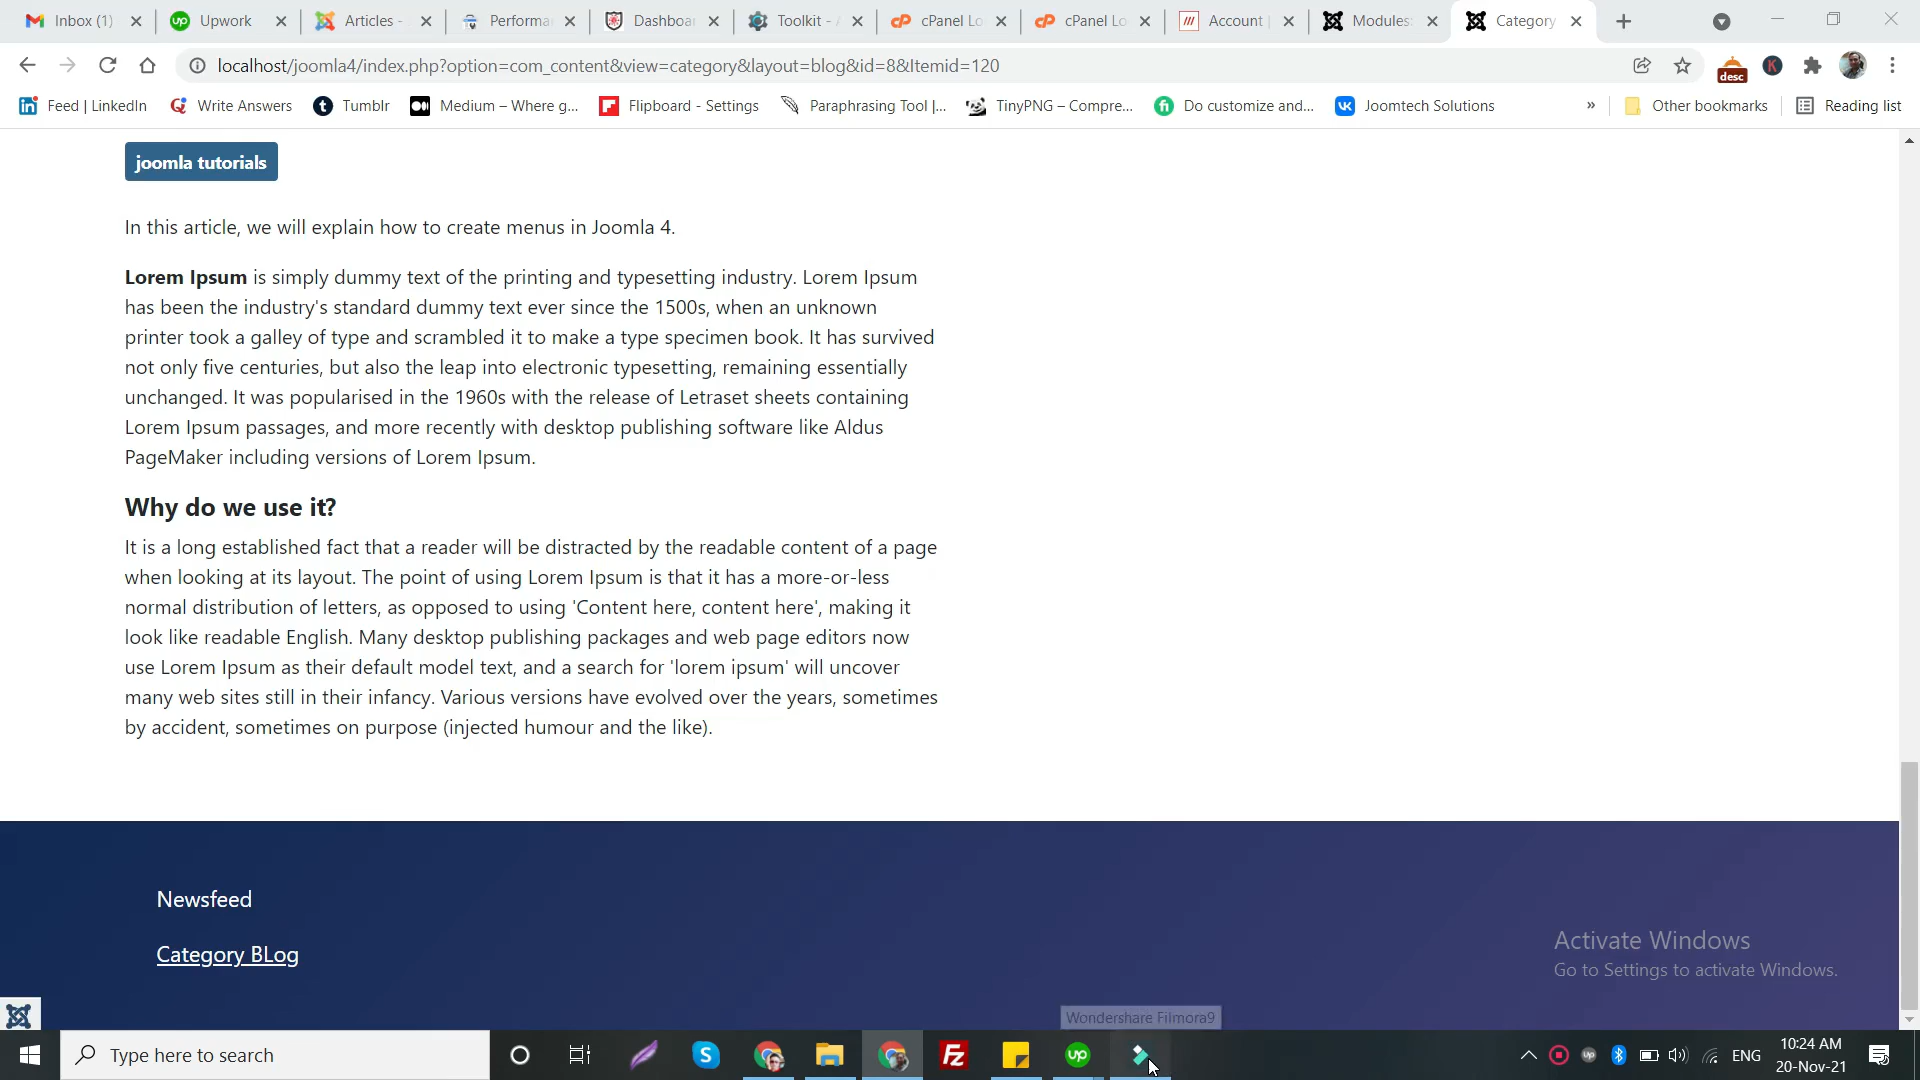 Inbox (1)
Upwork
Articles -
Performa
Dashboar
Toolkit - A
cPanel Lo
cPanel Lo
Account |
Modules:
Category
localhost/joomla4/index.php?option=com_content&view=category&layout=blog&id=8&Itemid=120
desc
K
Feed | LinkedIn
Write Answers
Tumblr
Medium – Where g...
Flipboard - Settings
Paraphrasing Tool |...
TinyPNG – Compre...
Do customize and...
Joomtech Solutions
»
Other bookmarks
Reading list
joomla tutorials
In this article, we will explain how to create menus in Joomla 4.
Lorem Ipsum is simply dummy text of the printing and typesetting industry. Lorem Ipsum
has been the industry's standard dummy text ever since the 1500s, when an unknown
printer took a galley of type and scrambled it to make a type specimen book. It has survived
not only five centuries, but also the leap into electronic typesetting, remaining essentially
unchanged. It was popularised in the 1960s with the release of Letraset sheets containing
Lorem Ipsum passages, and more recently with desktop publishing software like Aldus
PageMaker including versions of Lorem Ipsum.
Why do we use it?
It is a long established fact that a reader will be distracted by the readable content of a page
when looking at its layout. The point of using Lorem Ipsum is that it has a more-or-less
normal distribution of letters, as opposed to using 'Content here, content here', making it
look like readable English. Many desktop publishing packages and web page editors now
use Lorem Ipsum as their default model text, and a search for 'lorem ipsum' will uncover
many web sites still in their infancy. Various versions have evolved over the years, sometimes
by accident, sometimes on purpose (injected humour and the like).
Newsfeed
Category BLog
Activate Windows
Go to Settings to activate Windows.
Wondershare Filmora9
Type here to search
ENG
10:24 AM
20-Nov-21